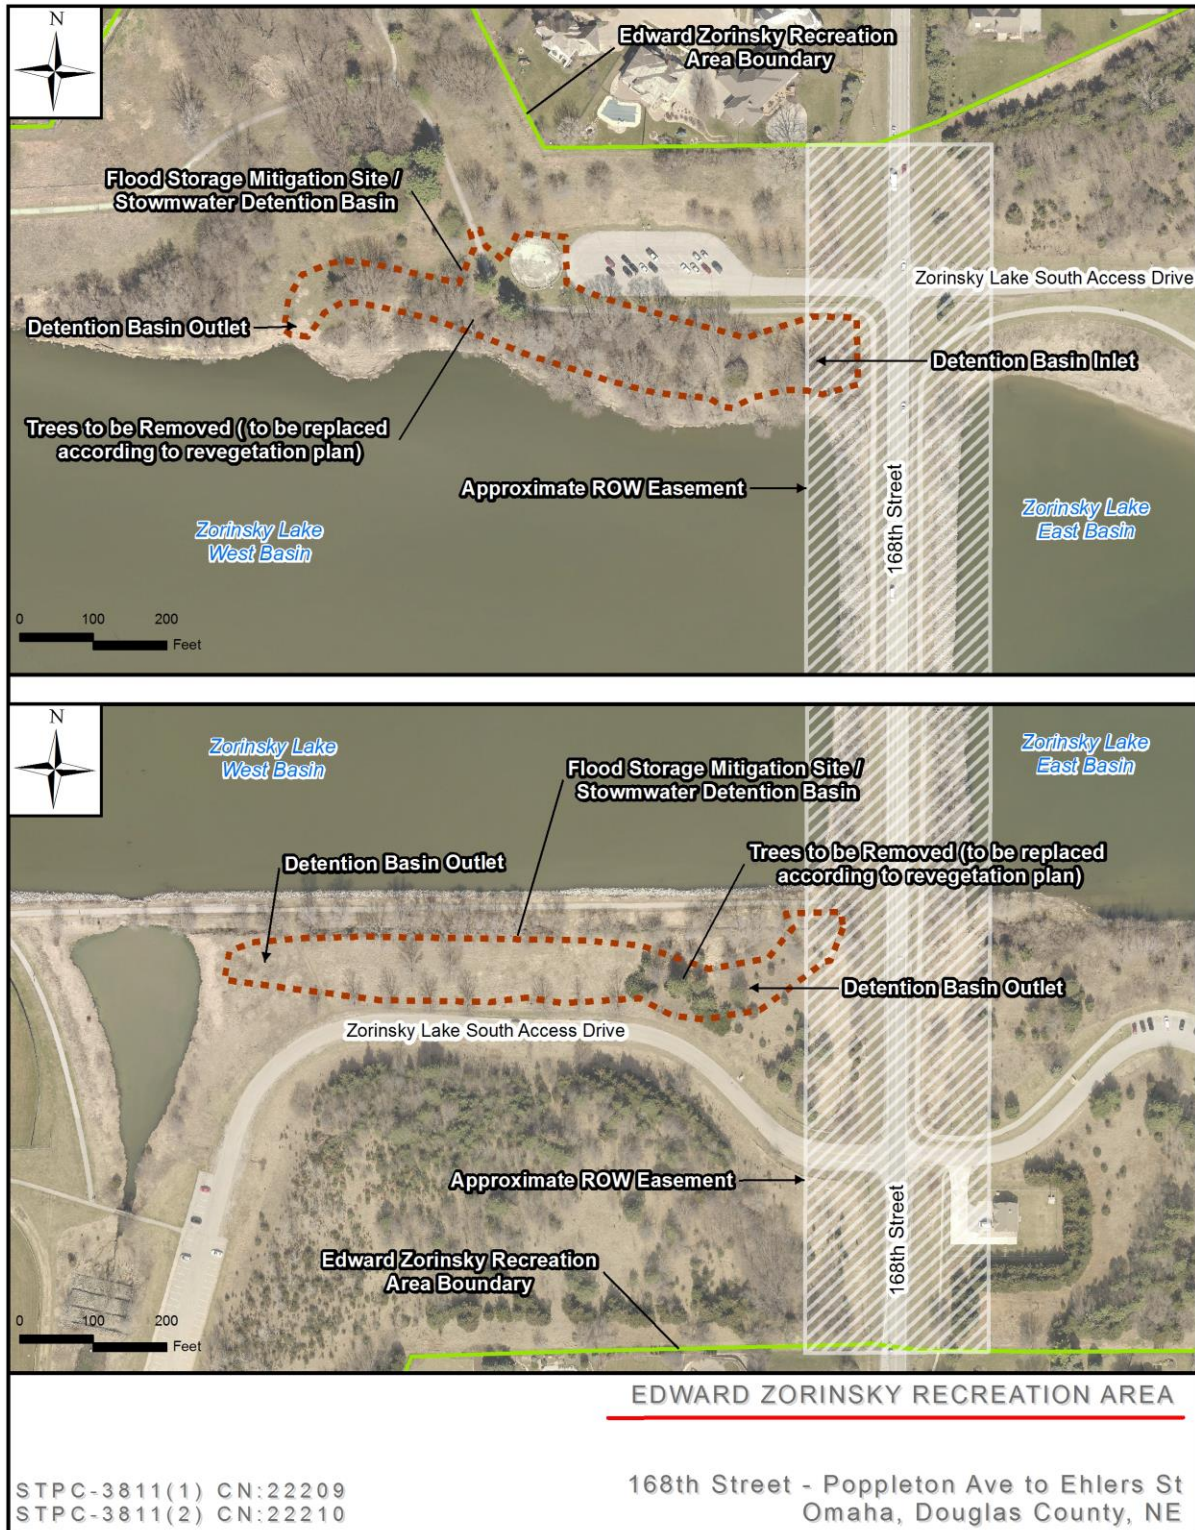 N
Edward Zorinsky Recreation
Area Boundary
Flood Storage Mitigation Site /
Stowmwater Detention Basin
Zorinsky Lake South Access Drive
Detention Basin Outlet
Detention Basin Inlet
Trees to be Removed ( to be replaced
according to revegetation plan)
Approximate ROW Easement
168th Street
Zorinsky Lake
West Basin
Zorinsky Lake
East Basin
0 100 200
Feet
N
Zorinsky Lake
West Basin
Zorinsky Lake
East Basin
Flood Storage Mitigation Site /
Stowmwater Detention Basin
Detention Basin Outlet
Trees to be Removed (to be replaced
according to revegetation plan)
Detention Basin Outlet
Zorinsky Lake South Access Drive
Approximate ROW Easement
168th Street
Edward Zorinsky Recreation
Area Boundary
0 100 200
Feet
EDWARD ZORINSKY RECREATION AREA
STPC-3811(1) CN:22209
STPC-3811(2) CN:22210
168th Street - Poppleton Ave to Ehlers St
Omaha, Douglas County, NE